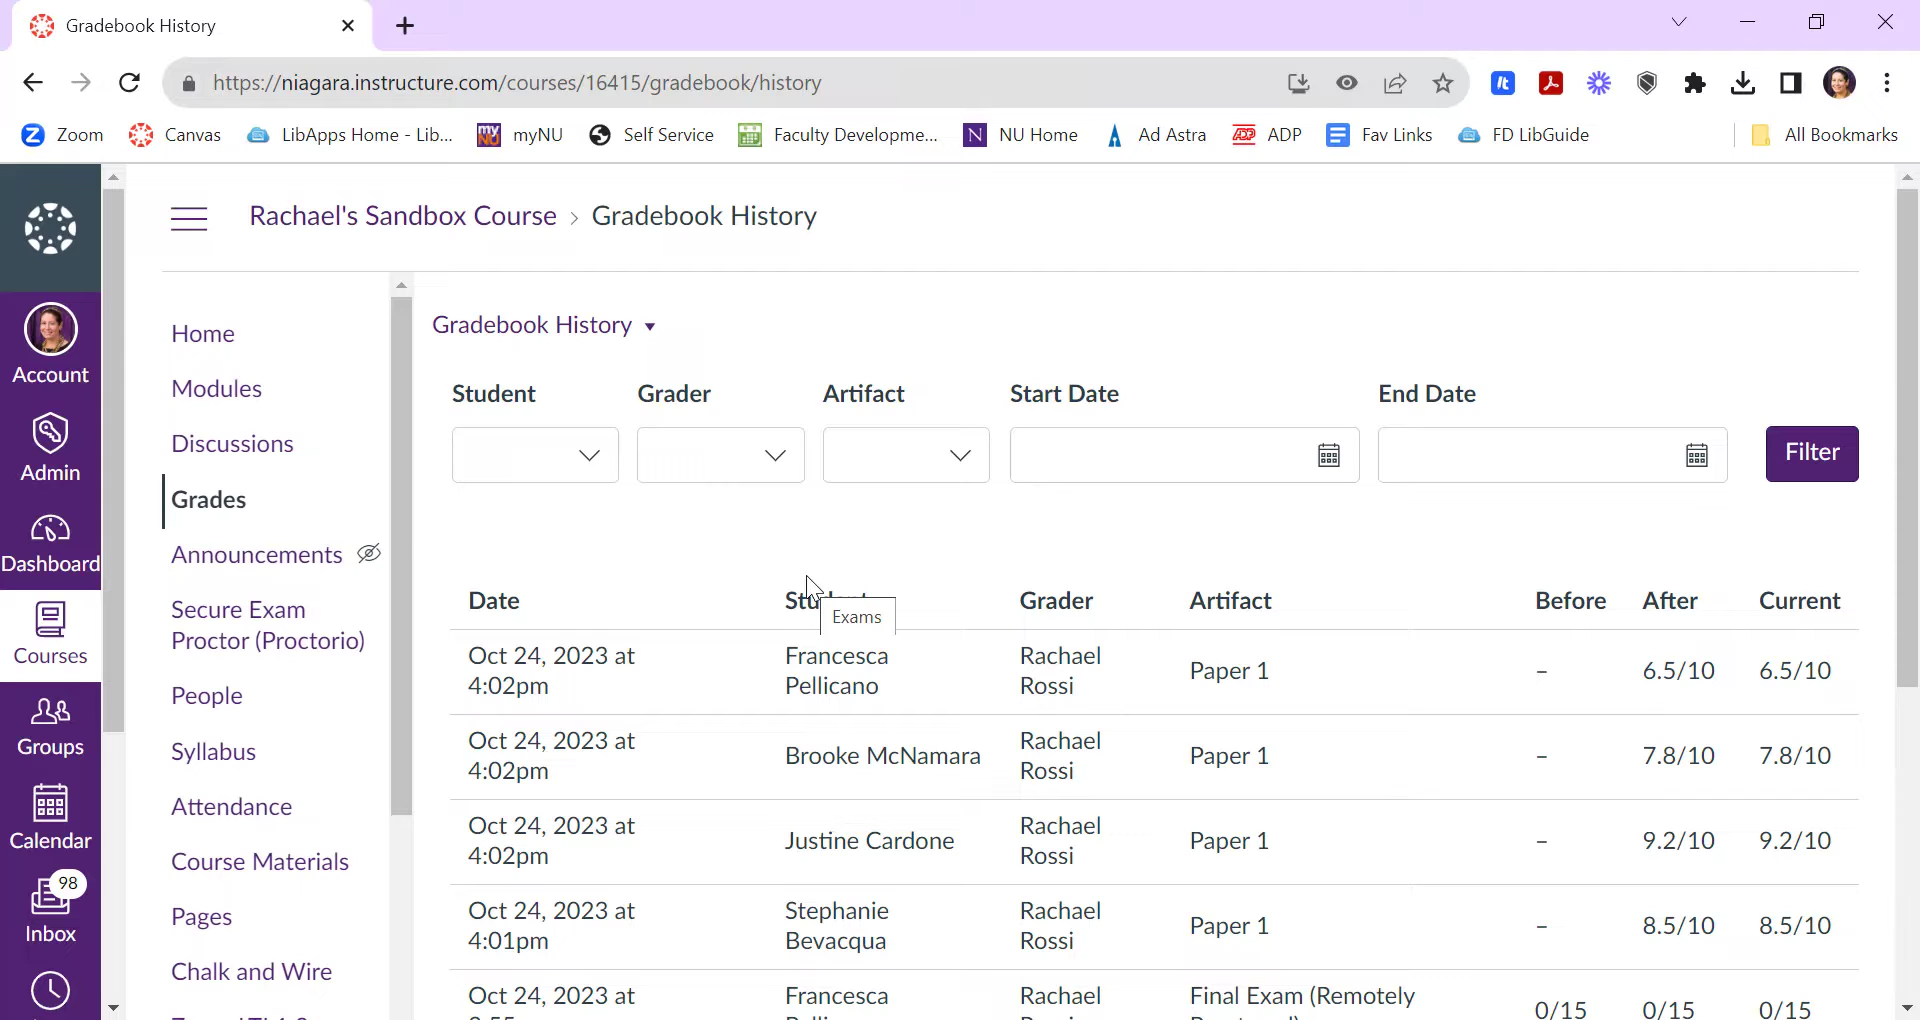 Gradebook History
https://niagara.instructure.com/courses/16415/gradebook/history
Zoom Canvas LibApps Home - Lib... myNU Self Service Faculty Developme... N NU Home Ad Astra ADP Fav Links FD LibGuide All Bookmarks
Rachael's Sandbox Course > Gradebook History
Account
Admin
Dashboard
Courses
Groups
Calendar
98
Inbox
Home
Modules
Discussions
Grades
Announcements
Secure Exam
Proctor (Proctorio)
People
Syllabus
Attendance
Course Materials
Pages
Chalk and Wire
Gradebook History
Student Grader Artifact Start Date End Date
Filter
Date Student Grader Artifact Before After Current
Exams
Oct 24, 2023 at
4:02pm
Francesca
Pellicano
Rachael
Rossi
Paper 1
–
6.5/10
6.5/10
Oct 24, 2023 at
4:02pm
Brooke McNamara
Rachael
Rossi
Paper 1
–
7.8/10
7.8/10
Oct 24, 2023 at
4:02pm
Justine Cardone
Rachael
Rossi
Paper 1
–
9.2/10
9.2/10
Oct 24, 2023 at
4:01pm
Stephanie
Bevacqua
Rachael
Rossi
Paper 1
–
8.5/10
8.5/10
Oct 24, 2023 at
Francesca
Rachael
Final Exam (Remotely
0/15
0/15
0/15